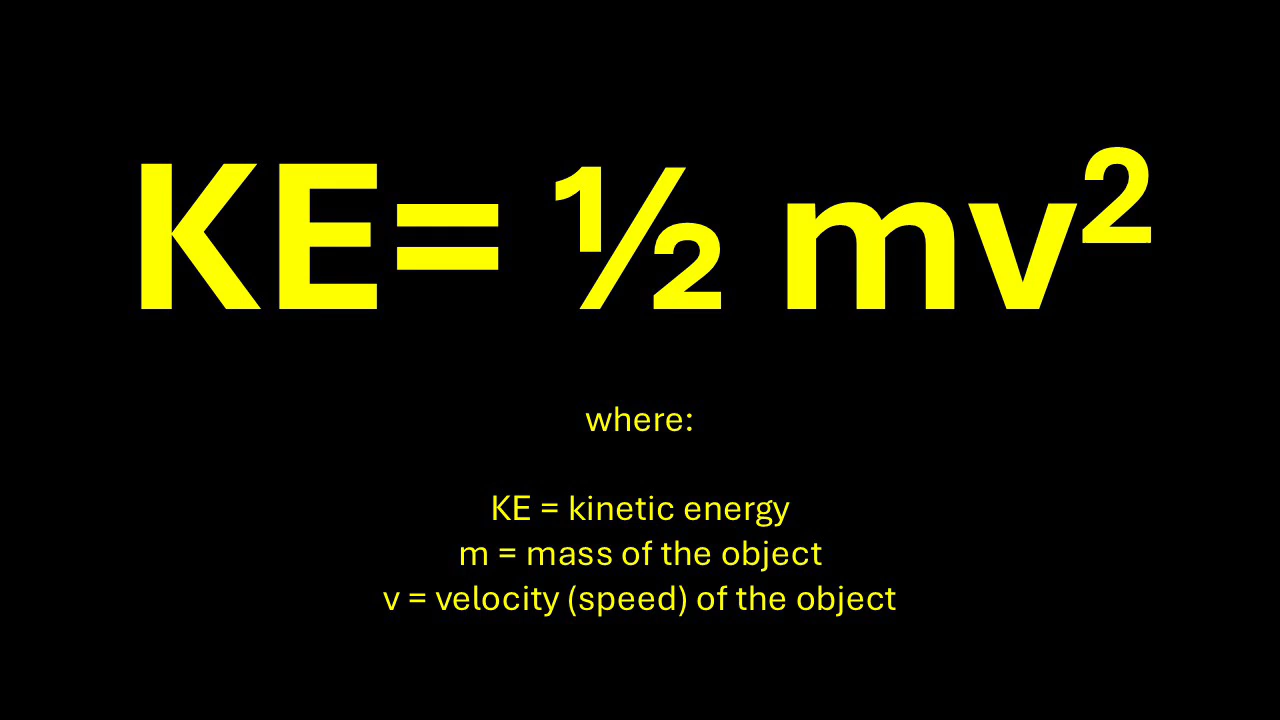 KE= ½ mv²
where:
KE = kinetic energy
m = mass of the object
v = velocity (speed) of the object